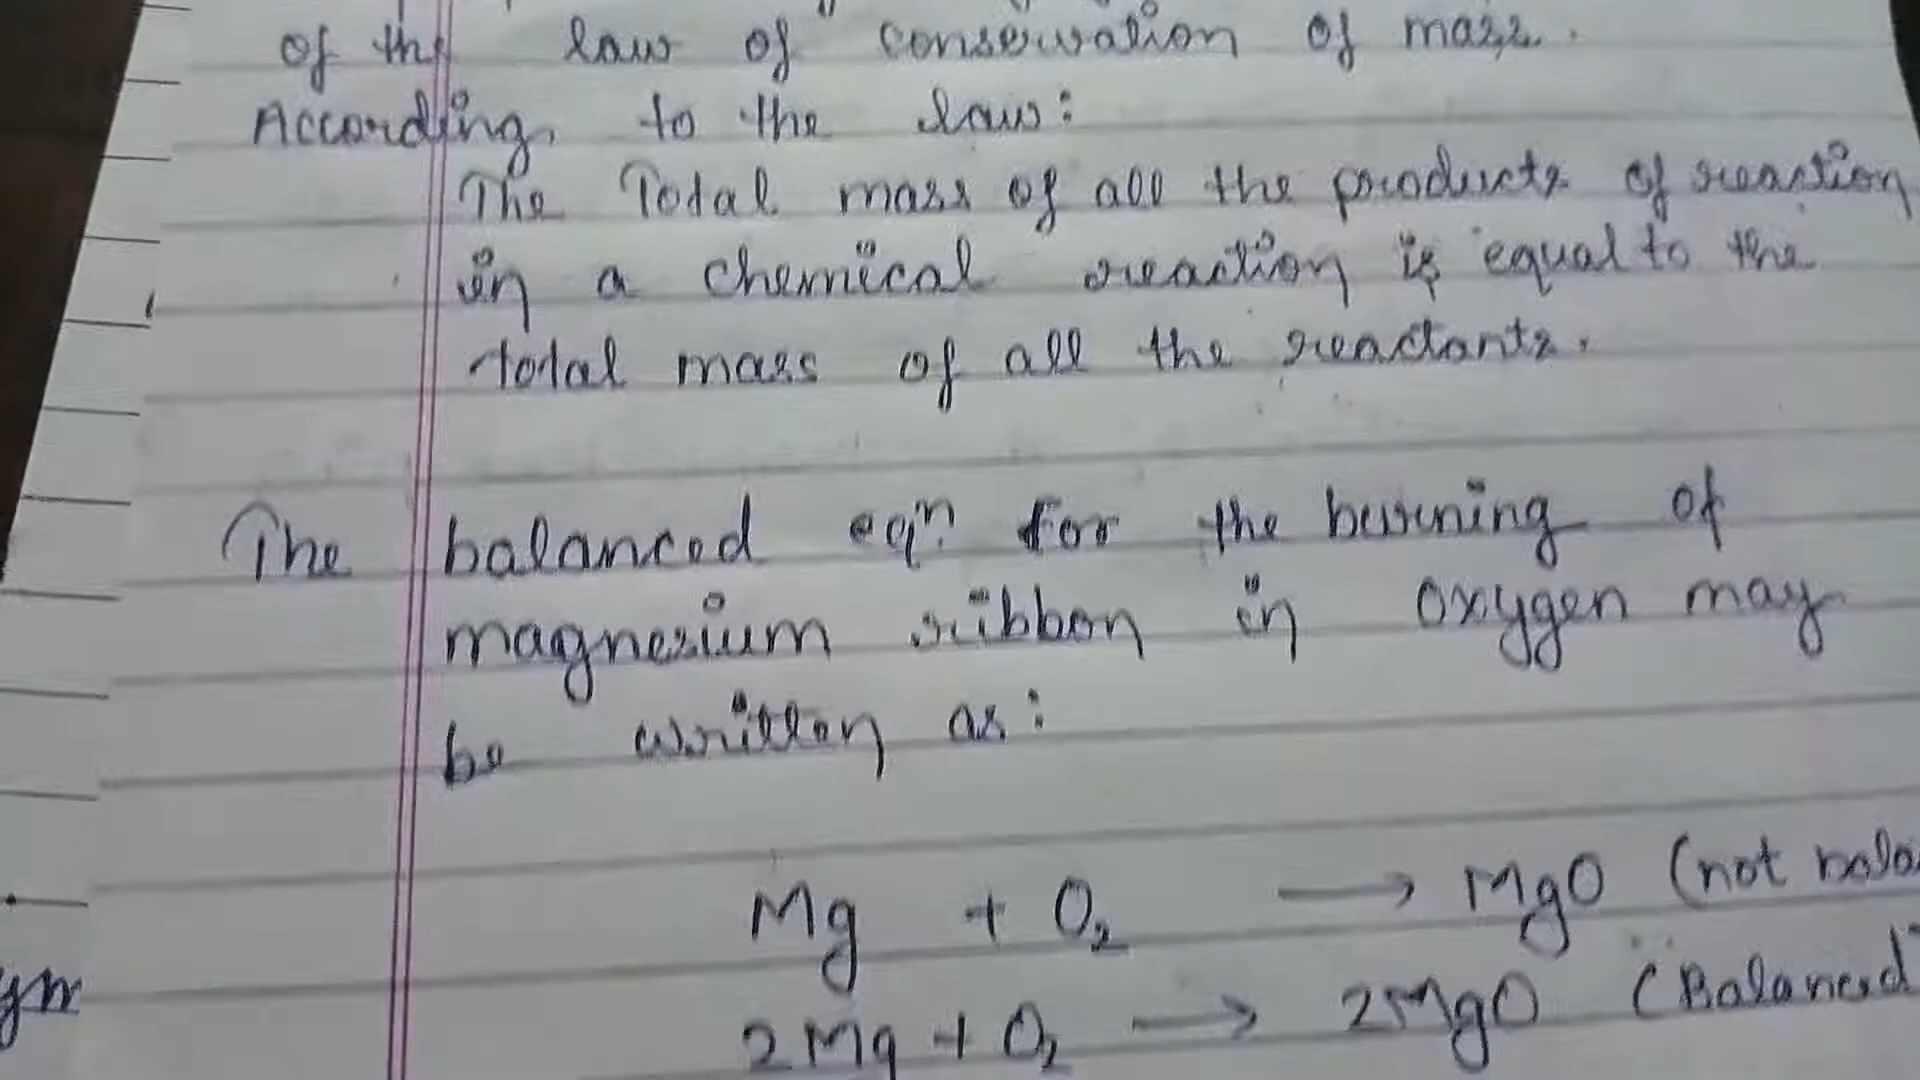 of the law of conservation of mass.
According to the law:
The Total mass of all the products of reaction
in a chemical reaction is equal to the
total mass of all the reactants.
The balanced eqn. for the burning of
magnesium ribbon in oxygen may
be written as:
Mg + O₂ → MgO (not bala
2Mg + O₂ → 2MgO (Balanced
ym